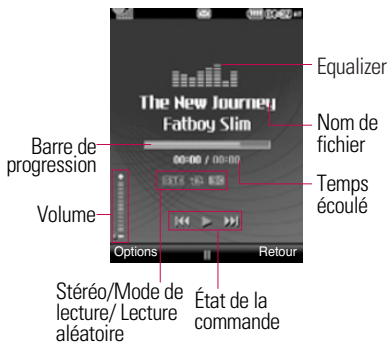 Equalizer
The New Journey
Fatboy Slim
Nom de
fichier
Barre de
progression
00:00 / 00:00
Temps
écoulé
Volume
Options
Retour
Stéréo/Mode de
lecture/ Lecture
aléatoire
État de la
commande